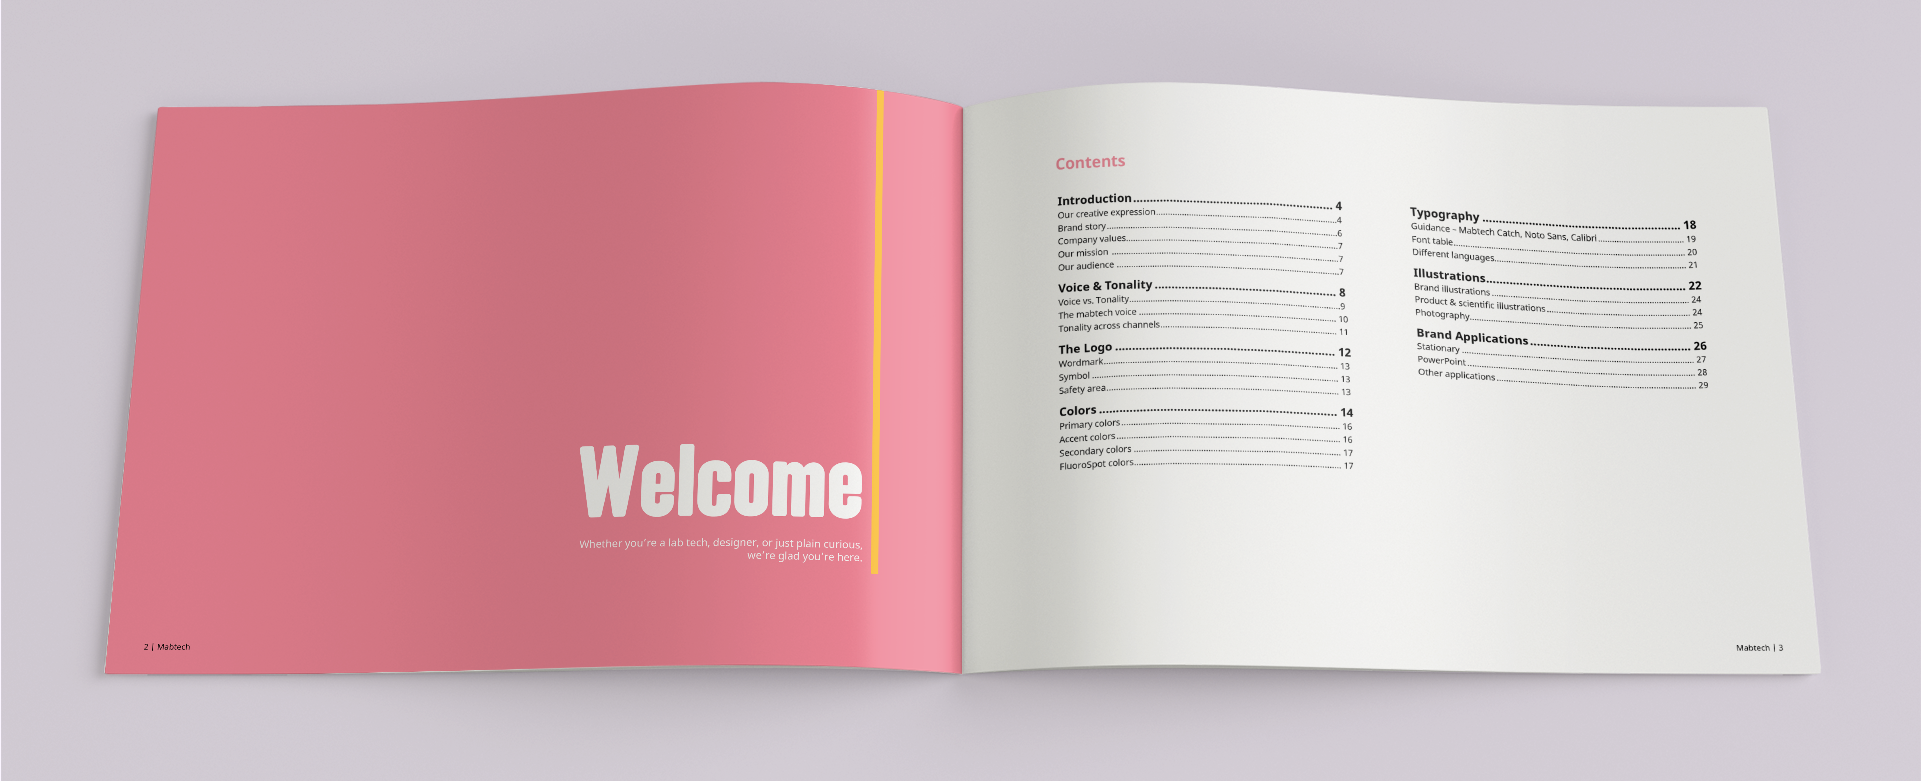 Welcome
Whether you're a lab tech, designer, or just plain curious,
we're glad you're here.
2 | Mabtech
Contents
Introduction 4
Our creative expression 4
Brand story 6
Company values 7
Our mission 7
Our audience 7
Voice & Tonality 8
Voice vs. Tonality 9
The mabtech voice 10
Tonality across channels 11
The Logo 12
Wordmark 13
Symbol 13
Safety area 13
Colors 14
Primary colors 16
Accent colors 16
Secondary colors 17
FluoroSpot colors 17
Typography 18
Guidance – Mabtech Catch, Noto Sans, Calibri 19
Font table 20
Different languages 21
Illustrations 22
Brand illustrations 24
Product & scientific illustrations 24
Photography 25
Brand Applications 26
Stationary 27
PowerPoint 28
Other applications 29
Mabtech | 3